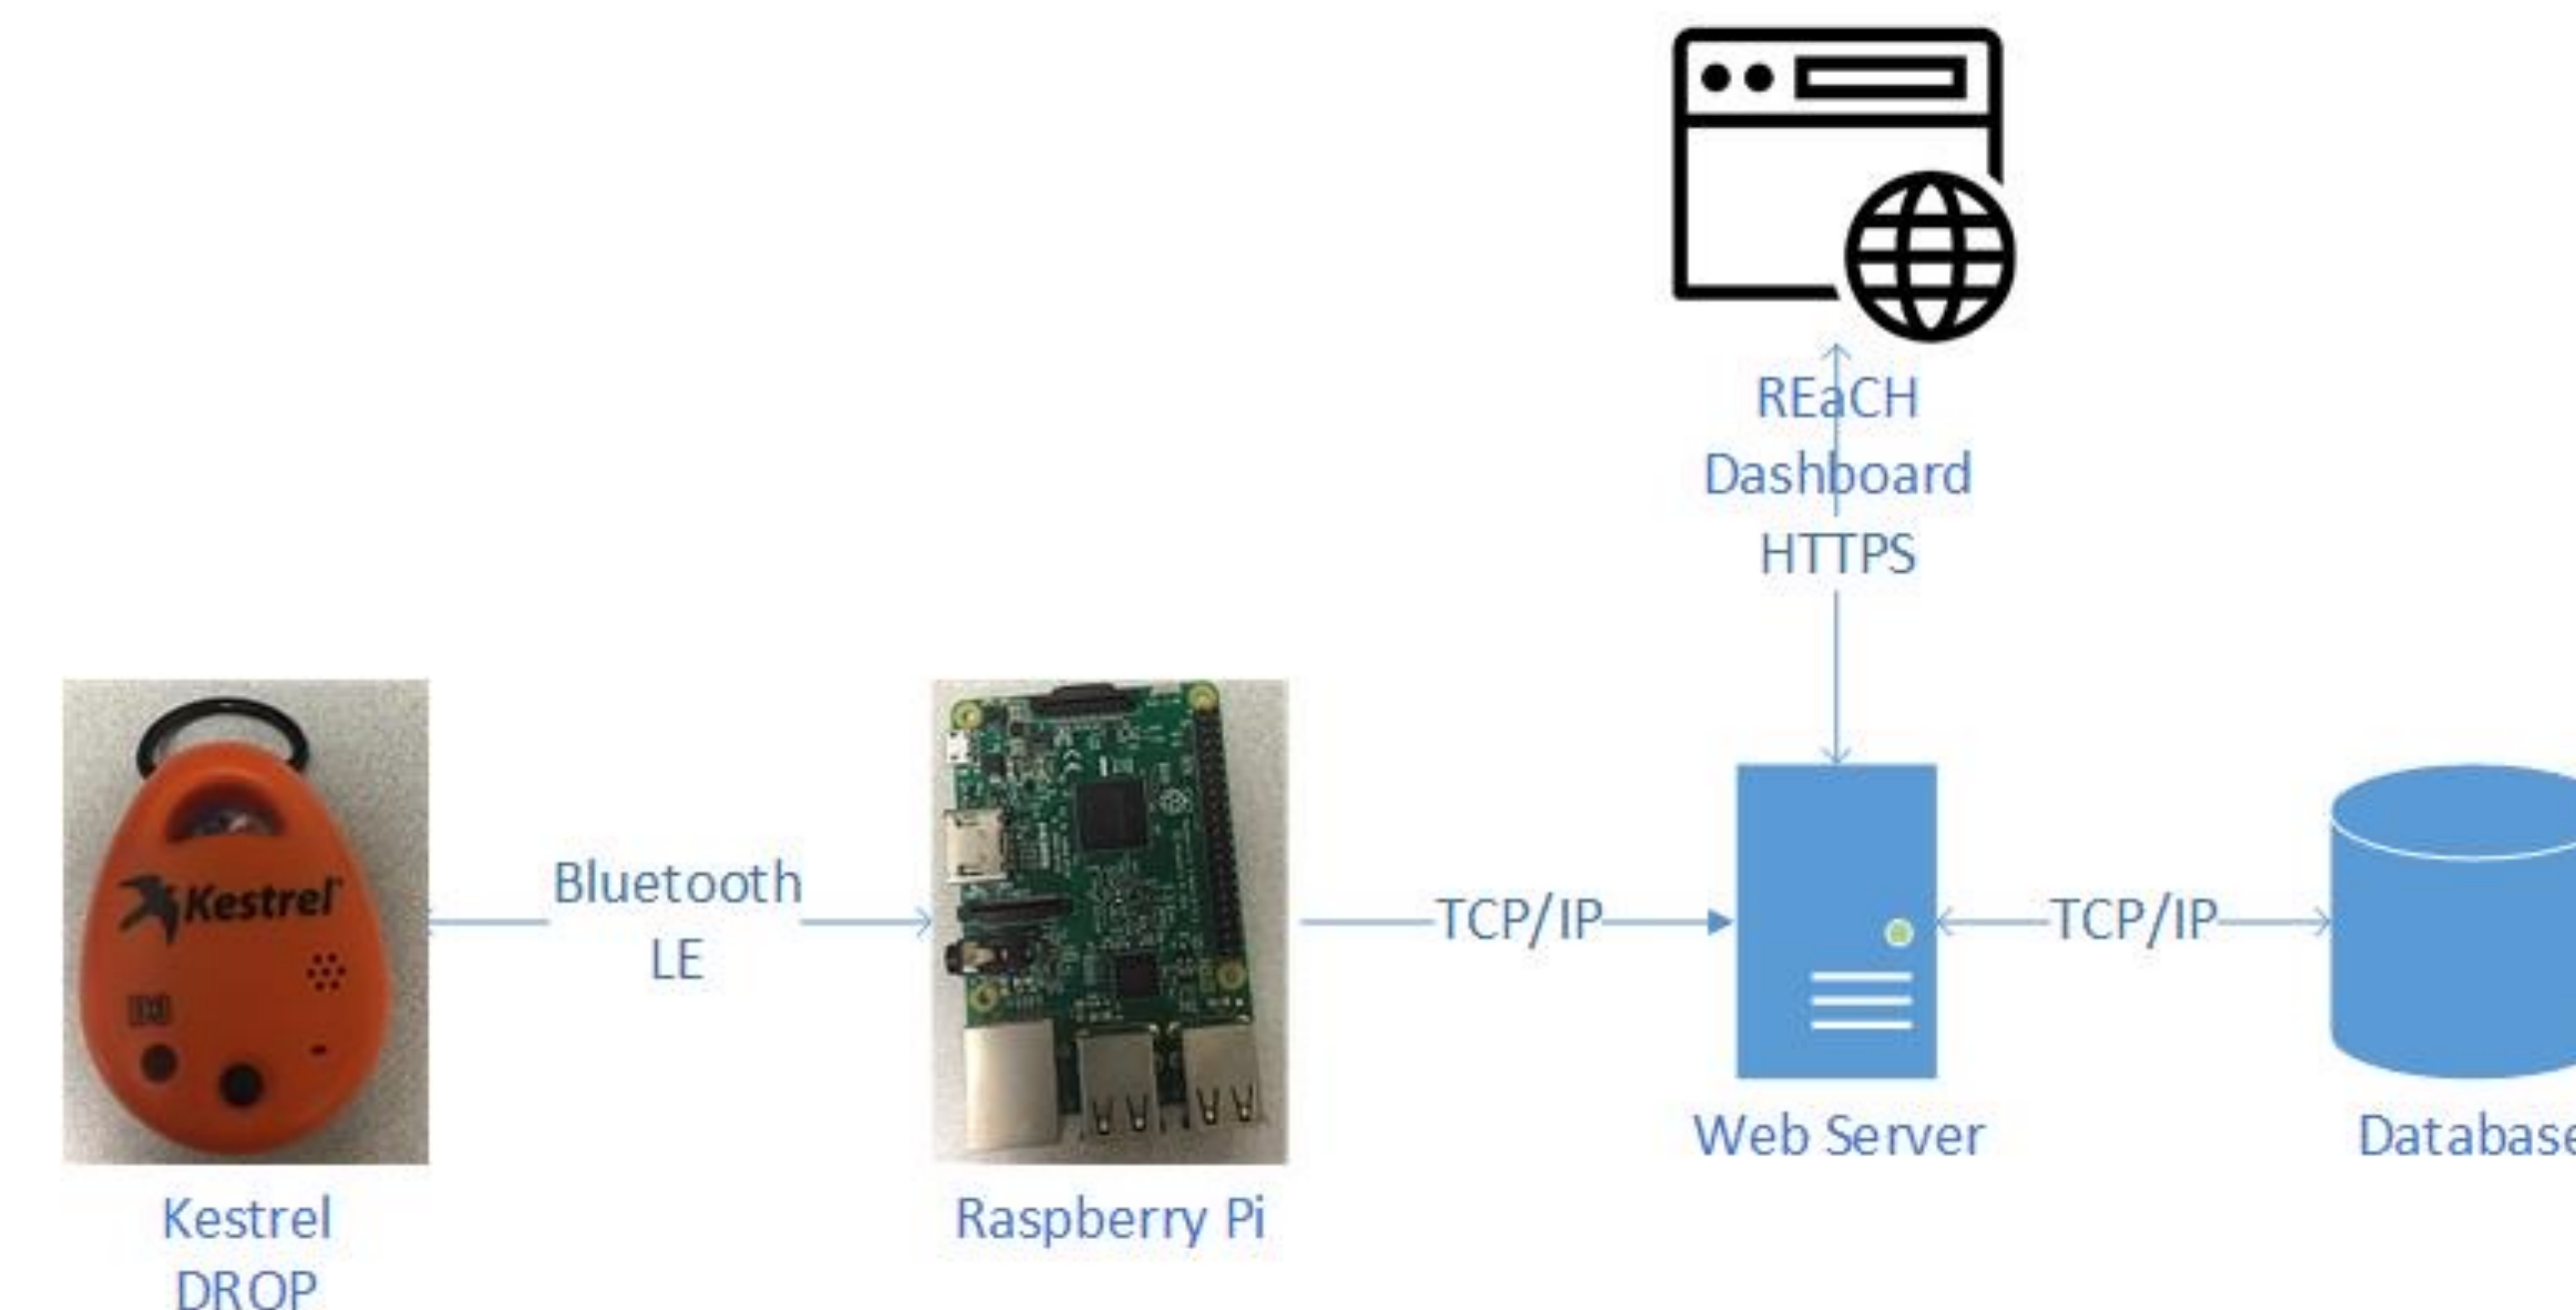 REaCH
Dashboard
HTTPS
Kestrel
Bluetooth
LE
TCP/IP
TCP/IP
Web Server
Database
Kestrel
DROP
Raspberry Pi